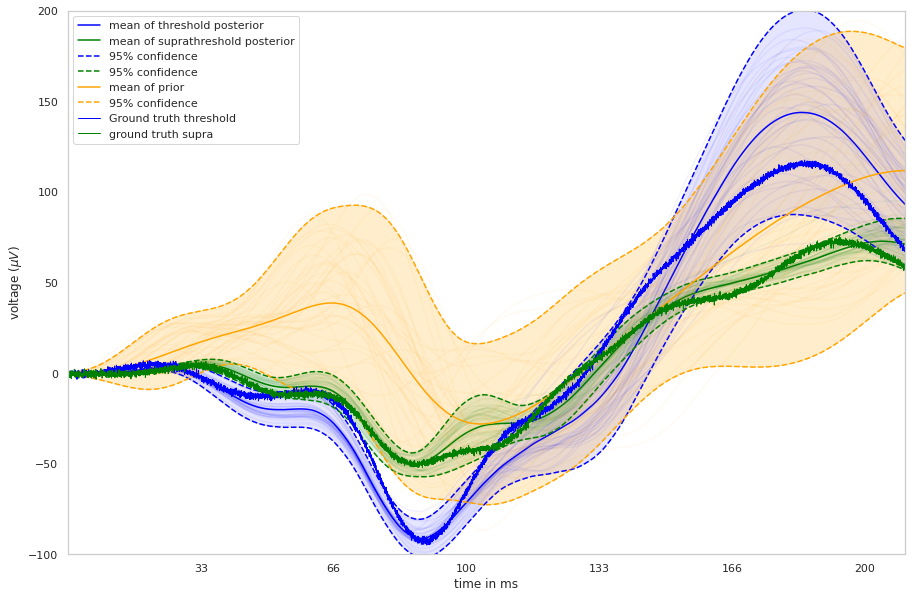 mean of threshold posterior
mean of suprathreshold posterior
95% confidence
95% confidence
mean of prior
95% confidence
Ground truth threshold
ground truth supra
200
150
100
50
0
−50
−100
voltage (μV)
33
66
100
133
166
200
time in ms